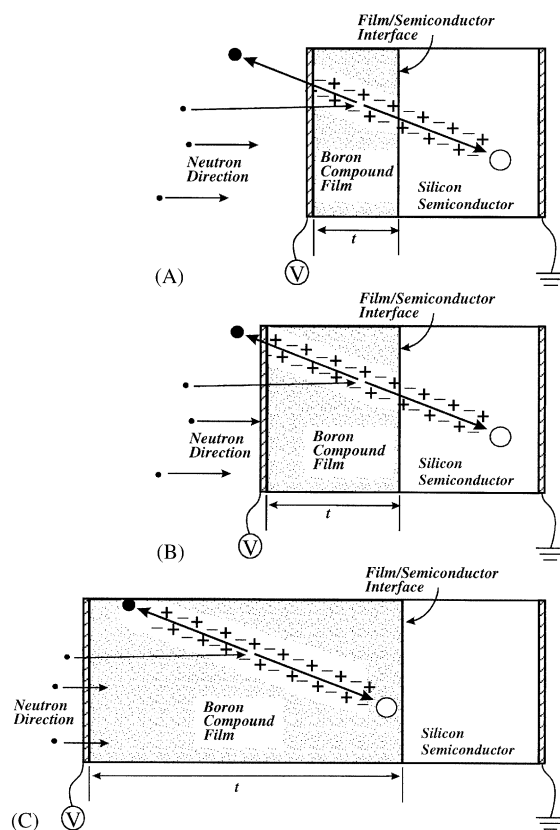 Film/Semiconductor
Interface
Neutron
Direction
Boron
Compound
Film
Silicon
Semiconductor
t
V
(A)
Film/Semiconductor
Interface
Neutron
Direction
Boron
Compound
Film
Silicon
Semiconductor
t
V
(B)
Film/Semiconductor
Interface
Neutron
Direction
Boron
Compound
Film
Silicon
Semiconductor
t
V
(C)